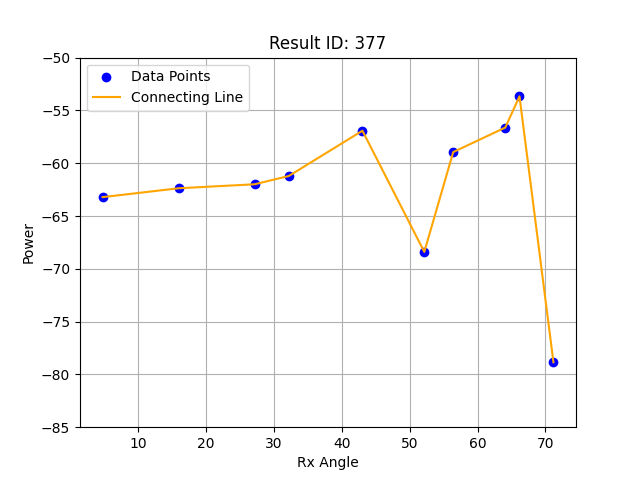 Result ID: 377
Data Points
Connecting Line
Power
−50
−55
−60
−65
−70
−75
−80
−85
10 20 30 40 50 60 70
Rx Angle